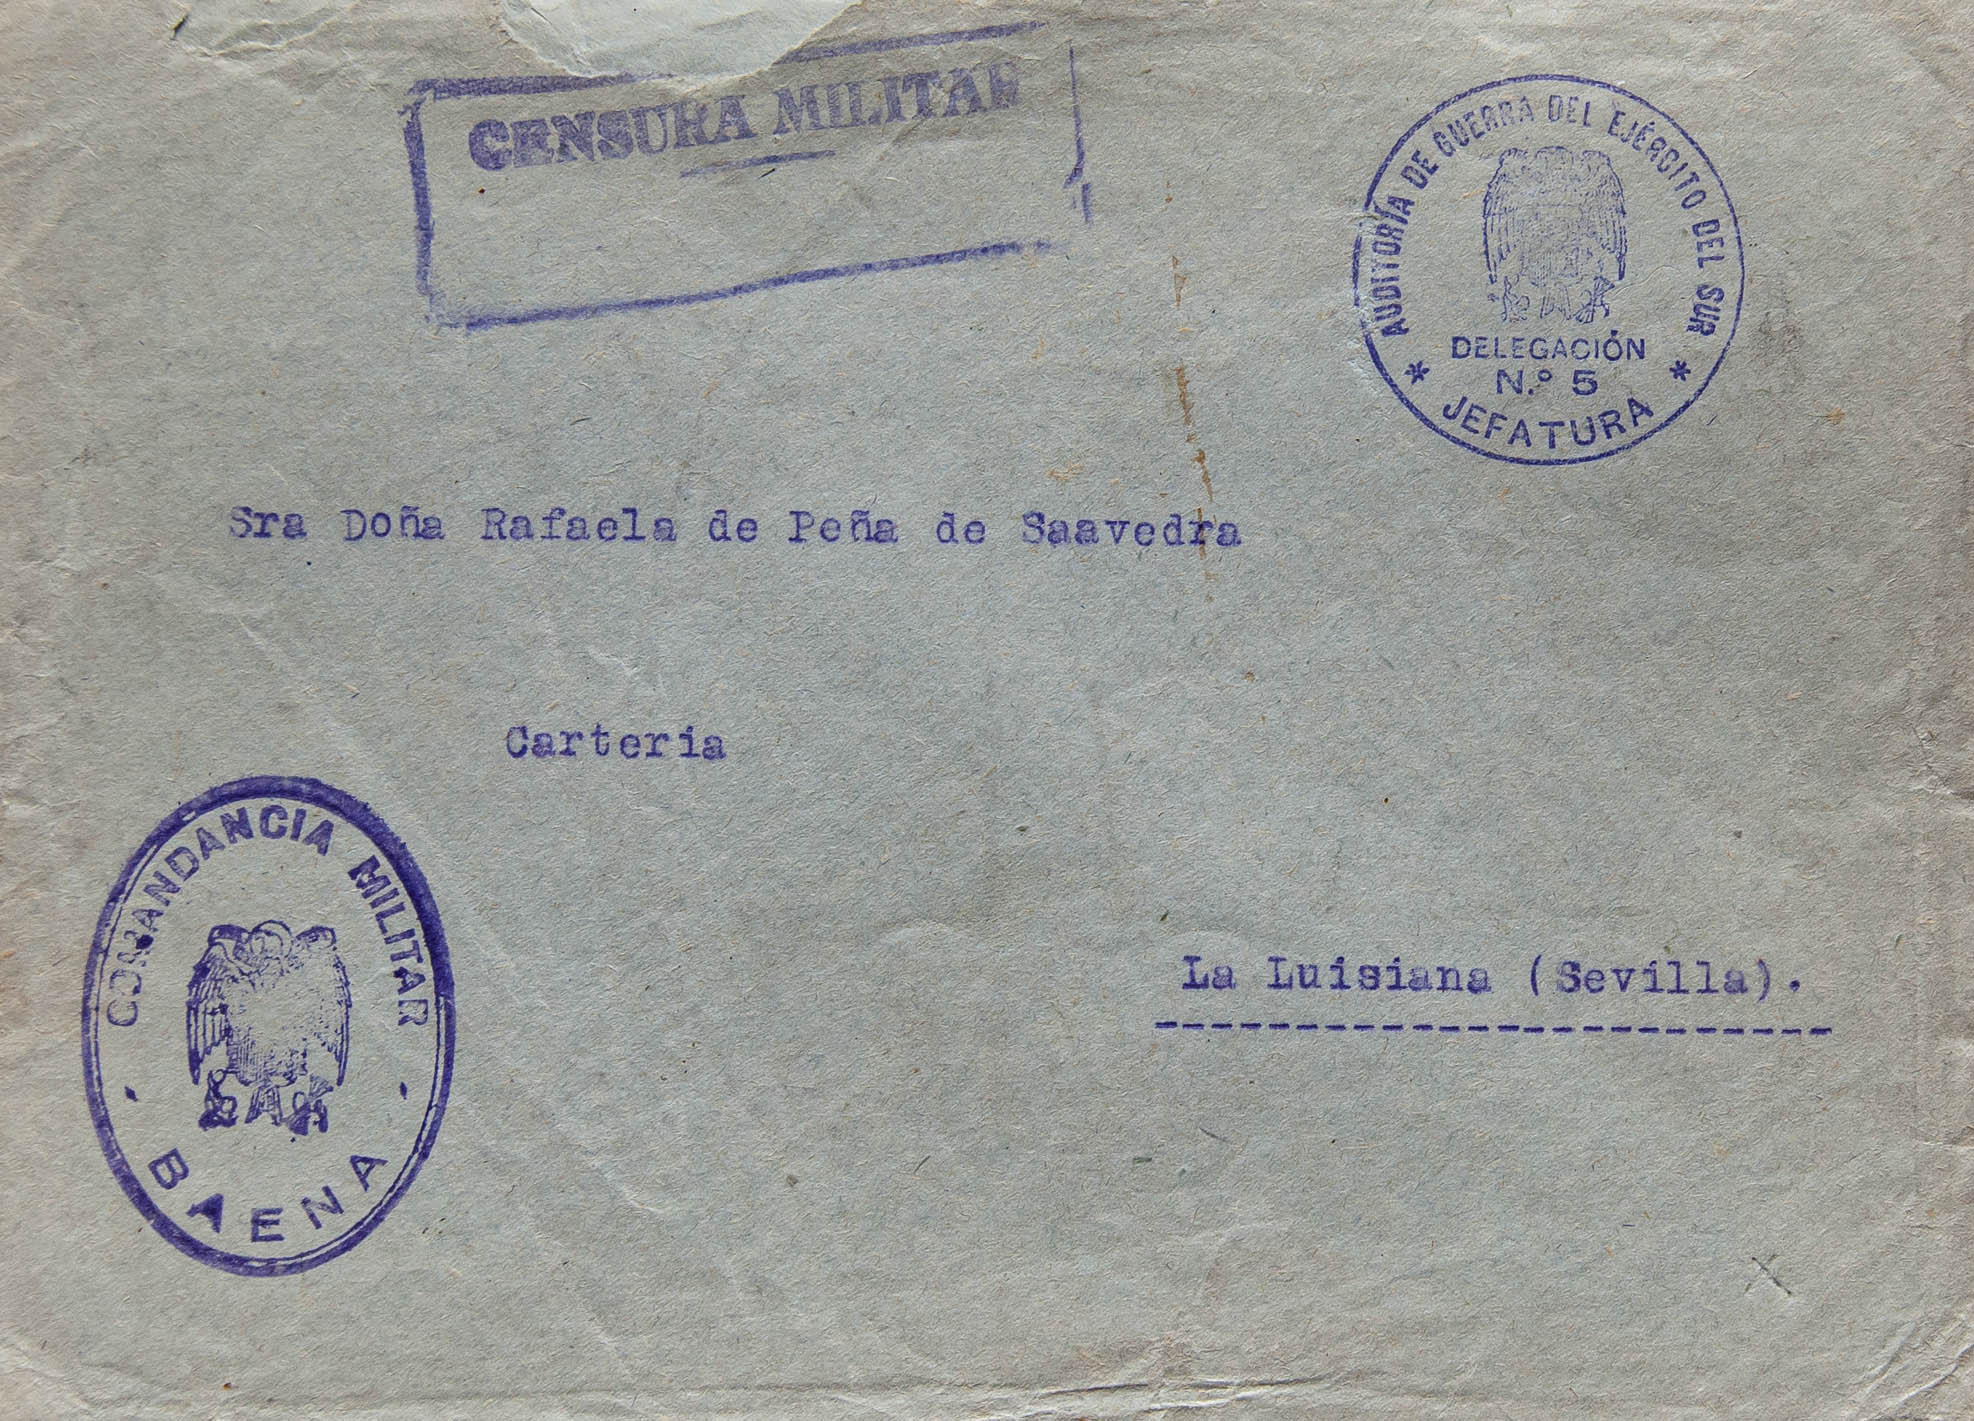 CENSURA MILITAR
AUDITORÍA DE GUERRA DEL EJÉRCITO DEL SUR
DELEGACIÓN
N.º 5
* JEFATURA *
Sra Doña Rafaela de Peña de Saavedra
Carteria
COMANDANCIA MILITAR
- BAENA -
La Luisiana (Sevilla).